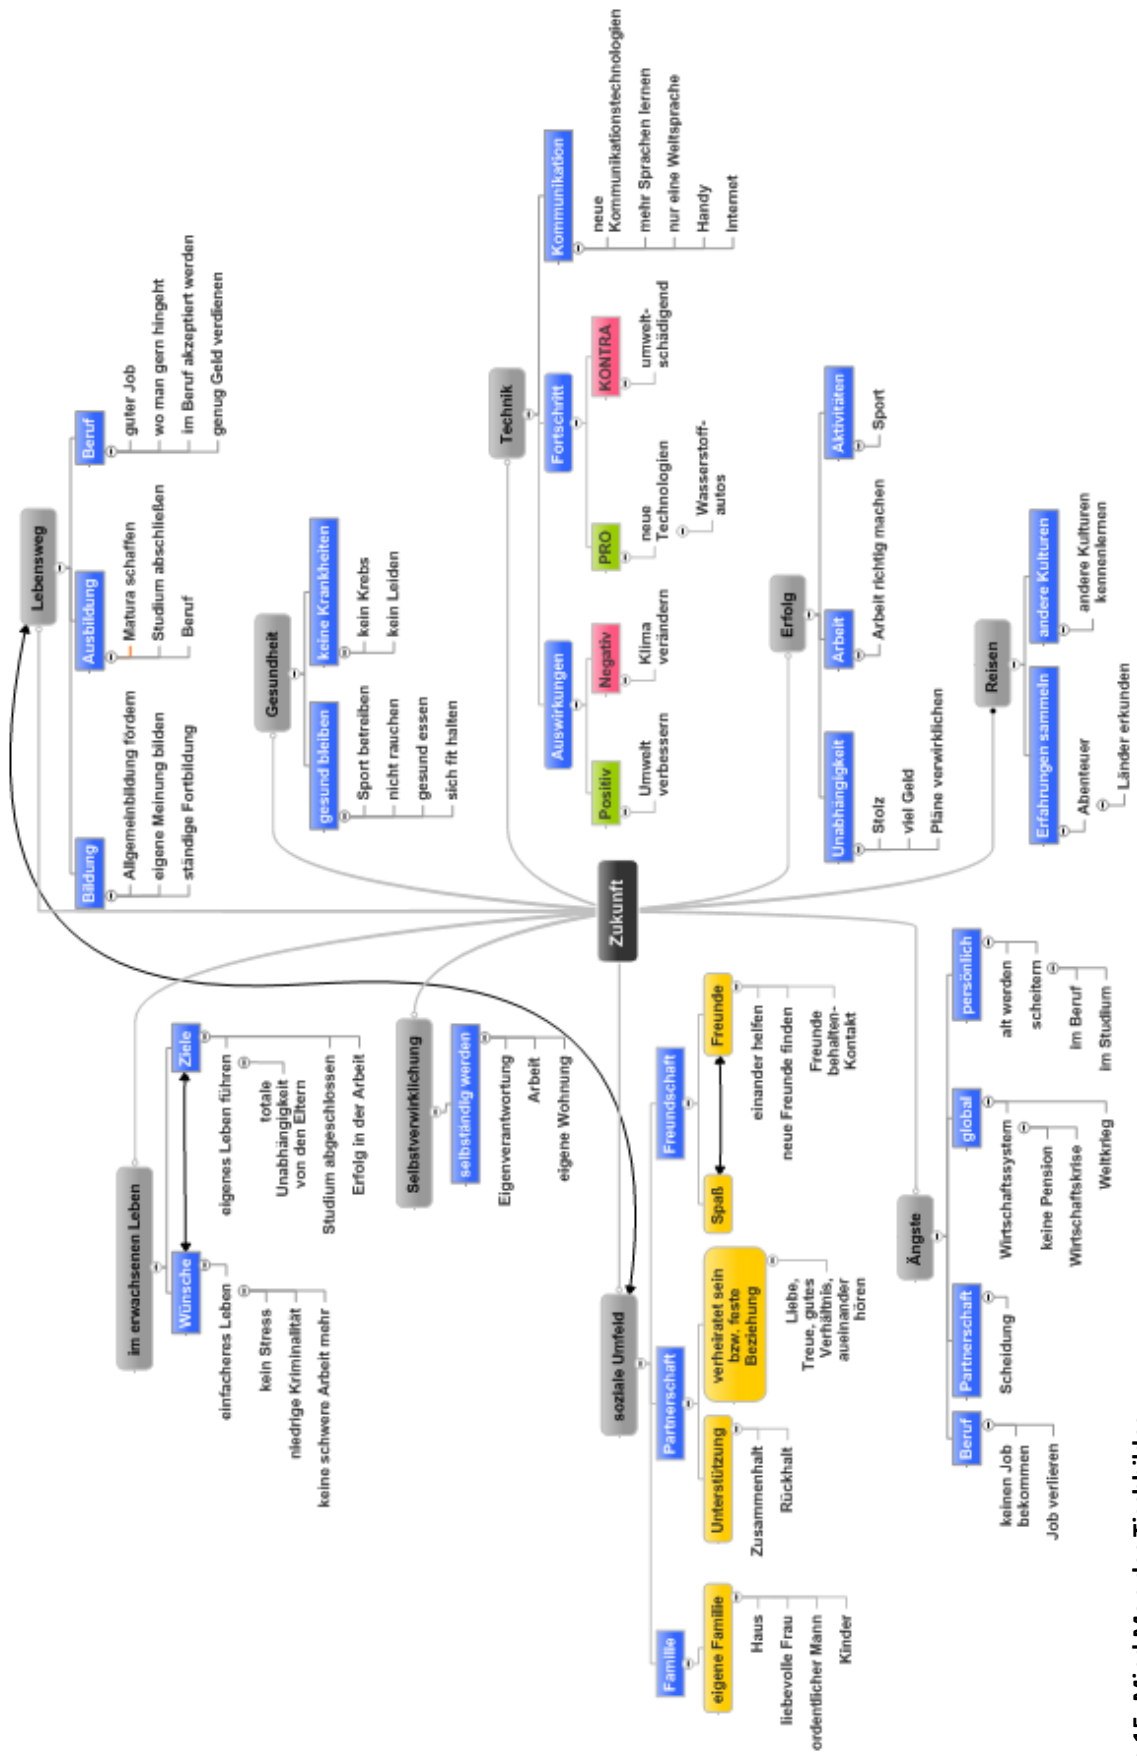 Zukunft
Lebensweg
Bildung
Allgemeinbildung fördern
eigene Meinung bilden
ständige Fortbildung
Ausbildung
Matura schaffen
Studium abschließen
Beruf
Beruf
guter Job
wo man gern hingeht
im Beruf akzeptiert werden
genug Geld verdienen
Gesundheit
gesund bleiben
Sport betreiben
nicht rauchen
gesund essen
sich fit halten
keine Krankheiten
kein Krebs
kein Leiden
Technik
Auswirkungen
Positiv
Umwelt
verbessern
Negativ
Klima
verändern
Fortschritt
PRO
neue
Technologien
Wasserstoff-
autos
KONTRA
umwelt-
schädigend
Kommunikation
neue
Kommunikationstechnologien
mehr Sprachen lernen
nur eine Weltsprache
Handy
Internet
Erfolg
Unabhängigkeit
Stolz
viel Geld
Pläne verwirklichen
Arbeit
Arbeit richtig machen
Aktivitäten
Sport
Reisen
Erfahrungen sammeln
Abenteuer
Länder erkunden
andere Kulturen
andere Kulturen
kennenlernen
im erwachsenen Leben
Wünsche
einfacheres Leben
kein Stress
niedrige Kriminalität
keine schwere Arbeit mehr
Ziele
eigenes Leben führen
totale
Unabhängigkeit
von den Eltern
Studium abgeschlossen
Erfolg in der Arbeit
Selbstverwirklichung
selbständig werden
Eigenverantwortung
Arbeit
eigene Wohnung
soziale Umfeld
Familie
eigene Familie
Haus
liebevolle Frau
ordentlicher Mann
Kinder
Partnerschaft
Unterstützung
Zusammenhalt
Rückhalt
verheiratet sein
bzw. feste
Beziehung
Liebe,
Treue, gutes
Verhältnis,
aueinander
hören
Freundschaft
Spaß
Freunde
einander helfen
neue Freunde finden
Freunde
behalten-
Kontakt
Ängste
Beruf
keinen Job
bekommen
Job verlieren
Partnerschaft
Scheidung
global
Wirtschaftssystem
keine Pension
Wirtschaftskrise
Weltkrieg
persönlich
alt werden
scheitern
im Beruf
im Studium